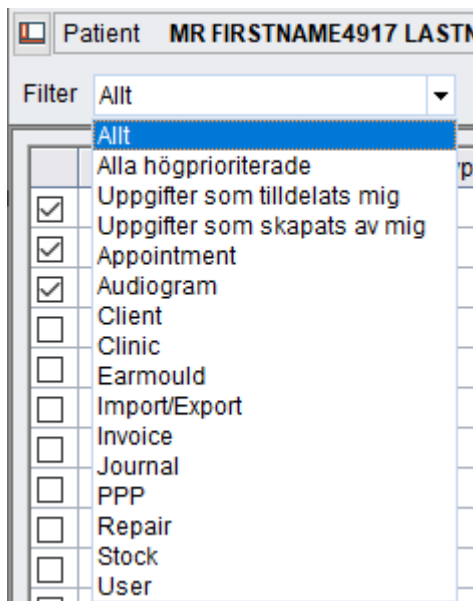 Patient MR FIRSTNAME4917
Filter Allt
Allt
Alla högprioriterade
Uppgifter som tilldelats mig
Uppgifter som skapats av mig
Appointment
Audiogram
Client
Clinic
Earmould
Import/Export
Invoice
Journal
PPP
Repair
Stock
User